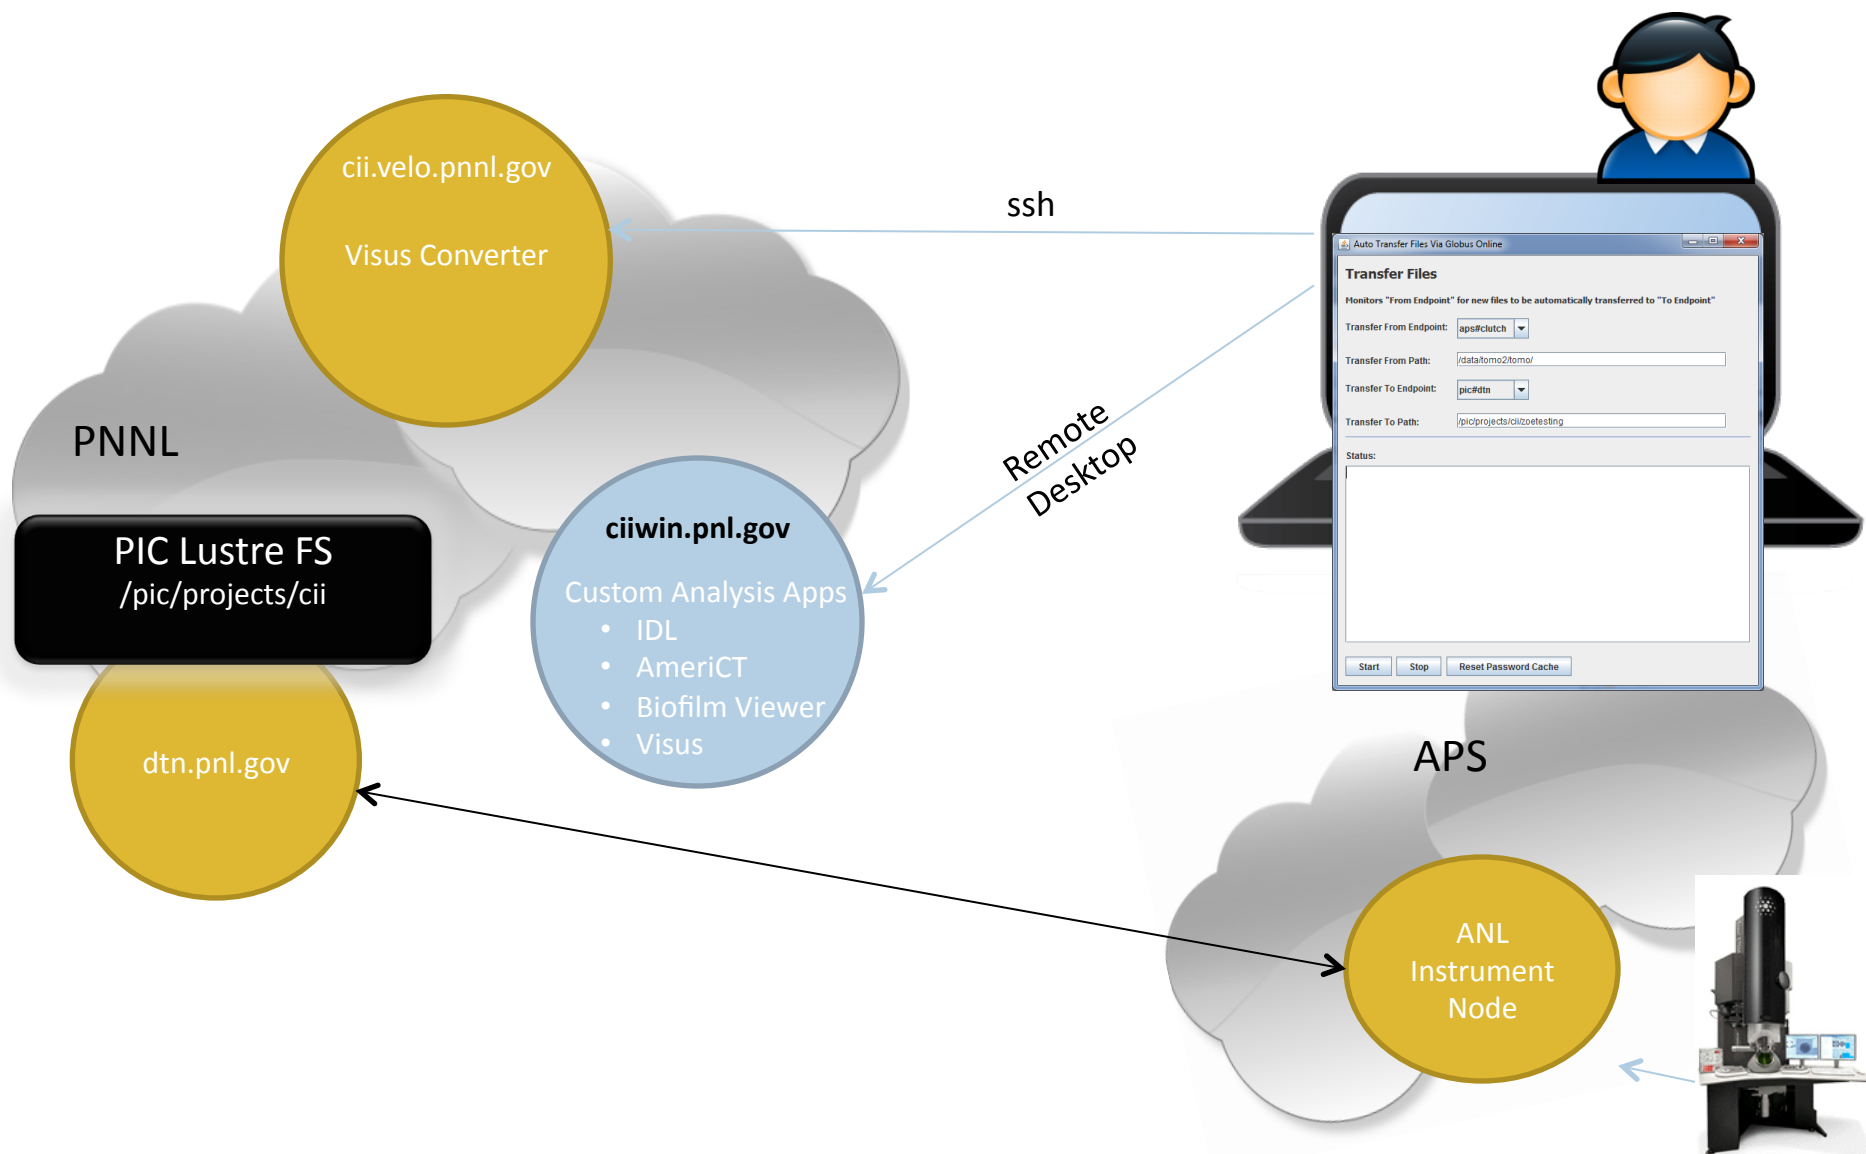 cii.velo.pnnl.gov
Visus Converter
ssh
PNNL
PIC Lustre FS
/pic/projects/cii
dtn.pnl.gov
ciiwin.pnl.gov
Custom Analysis Apps
• IDL
• AmeriCT
• Biofilm Viewer
• Visus
Remote
Desktop
Auto Transfer Files Via Globus Online
Transfer Files
Monitors "From Endpoint" for new files to be automatically transferred to "To Endpoint"
Transfer From Endpoint: aps#clutch
Transfer From Path: /data/tomo2/tomo/
Transfer To Endpoint: pic#dtn
Transfer To Path: /pic/projects/cii/zoetesting
Status:
Start Stop Reset Password Cache
APS
ANL
Instrument
Node